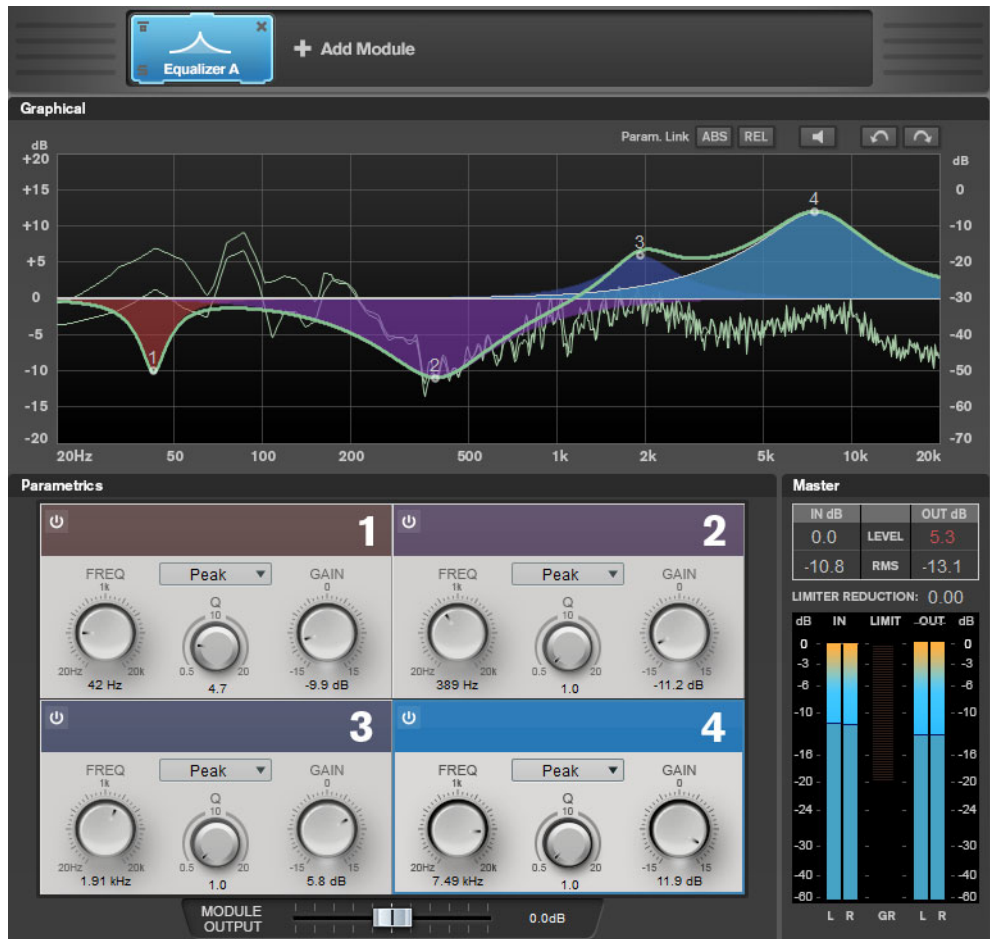 Equalizer A
+ Add Module
Graphical
Param. Link ABS REL
dB
+20
+15
+10
+5
0
-5
-10
-15
-20
dB
0
-10
-20
-30
-40
-50
-60
-70
1
2
3
4
20Hz 50 100 200 500 1k 2k 5k 10k 20k
Parametrics
1
FREQ
1k
20Hz 20k
42 Hz
Peak
Q
10
0.5 20
4.7
GAIN
0
-15 15
-9.9 dB
2
FREQ
1k
20Hz 20k
389 Hz
Peak
Q
10
0.5 20
1.0
GAIN
0
-15 15
-11.2 dB
3
FREQ
1k
20Hz 20k
1.91 kHz
Peak
Q
10
0.5 20
1.0
GAIN
0
-15 15
5.8 dB
4
FREQ
1k
20Hz 20k
7.49 kHz
Peak
Q
10
0.5 20
1.0
GAIN
0
-15 15
11.9 dB
MODULE
OUTPUT
0.0dB
Master
IN dB OUT dB
0.0 LEVEL 5.3
-10.8 RMS -13.1
LIMITER REDUCTION: 0.00
dB IN LIMIT OUT dB
0 0
-3 -3
-6 -6
-10 -10
-16 -16
-20 -20
-24 -24
-30 -30
-40 -40
-60 -60
L R GR L R